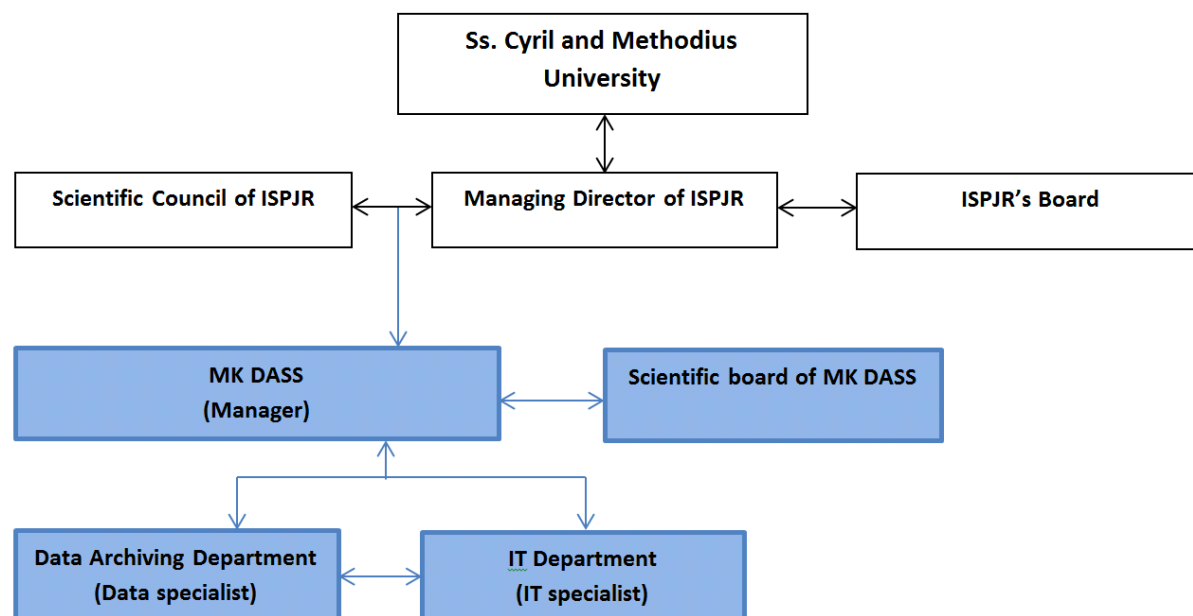 Ss. Cyril and Methodius
University
Scientific Council of ISPJR
Managing Director of ISPJR
ISPJR’s Board
MK DASS
(Manager)
Scientific board of MK DASS
Data Archiving Department
(Data specialist)
IT Department
(IT specialist)